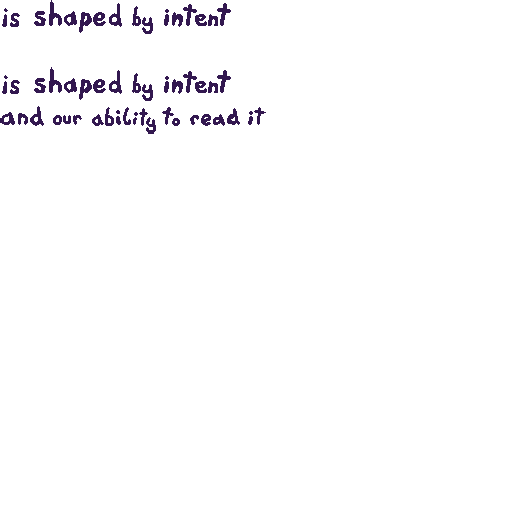 is shaped by intent
is shaped by intent
and our ability to read it